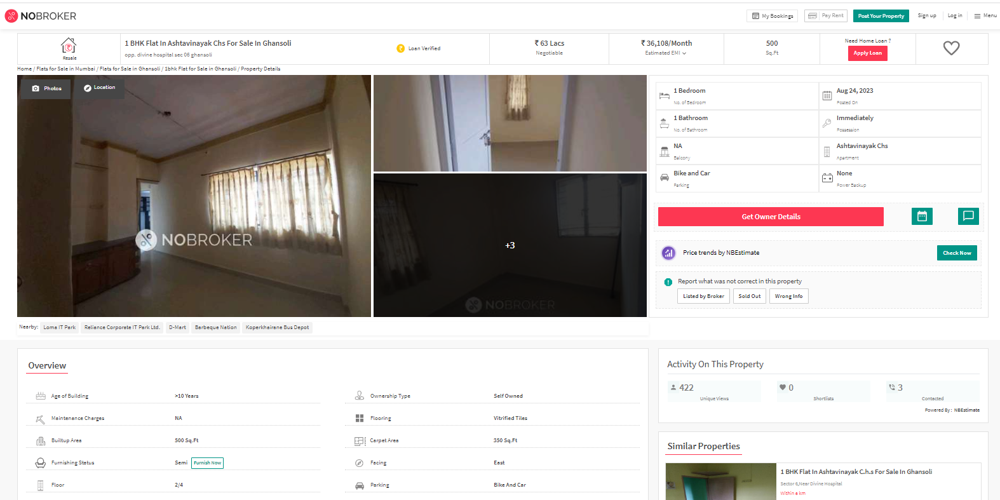 NOBROKER
My Bookings
Pay Rent
Post Your Property
Sign up
Log in
Menu
Resale
1 BHK Flat In Ashtavinayak Chs For Sale In Ghansoli
opp. divine hospital sec 06 ghansoli
Loan Verified
₹ 63 Lacs
Negotiable
₹ 36,108/Month
Estimated EMI
500
Sq.Ft
Need Home Loan ?
Apply Loan
Home / Flats for Sale in Mumbai / Flats for Sale in Ghansoli / 1bhk Flat for Sale in Ghansoli / Property Details
Photos
Location
NOBROKER
+3
NOBROKER
1 Bedroom
No. of Bedroom
Aug 24, 2023
Posted On
1 Bathroom
No. of Bathroom
Immediately
Possession
NA
Balcony
Ashtavinayak Chs
Apartment
Bike and Car
Parking
None
Power Backup
Get Owner Details
Price trends by NBEstimate
Check Now
Report what was not correct in this property
Listed by Broker
Sold Out
Wrong Info
Nearby: Loma IT Park Reliance Corporate IT Park Ltd. D-Mart Barbeque Nation Koperkhairane Bus Depot
Overview
Age of Building >10 Years
Ownership Type Self Owned
Maintenance Charges NA
Flooring Vitrified Tiles
Builtup Area 500 Sq.Ft
Carpet Area 350 Sq.Ft
Furnishing Status Semi Furnish Now
Facing East
Floor 2/4
Parking Bike And Car
Activity On This Property
422
Unique Views
0
Shortlists
3
Contacted
Powered By : NBEstimate
Similar Properties
1 BHK Flat In Ashtavinayak C.h.s For Sale In Ghansoli
Sector 6,Near Divine Hospital
Within a km